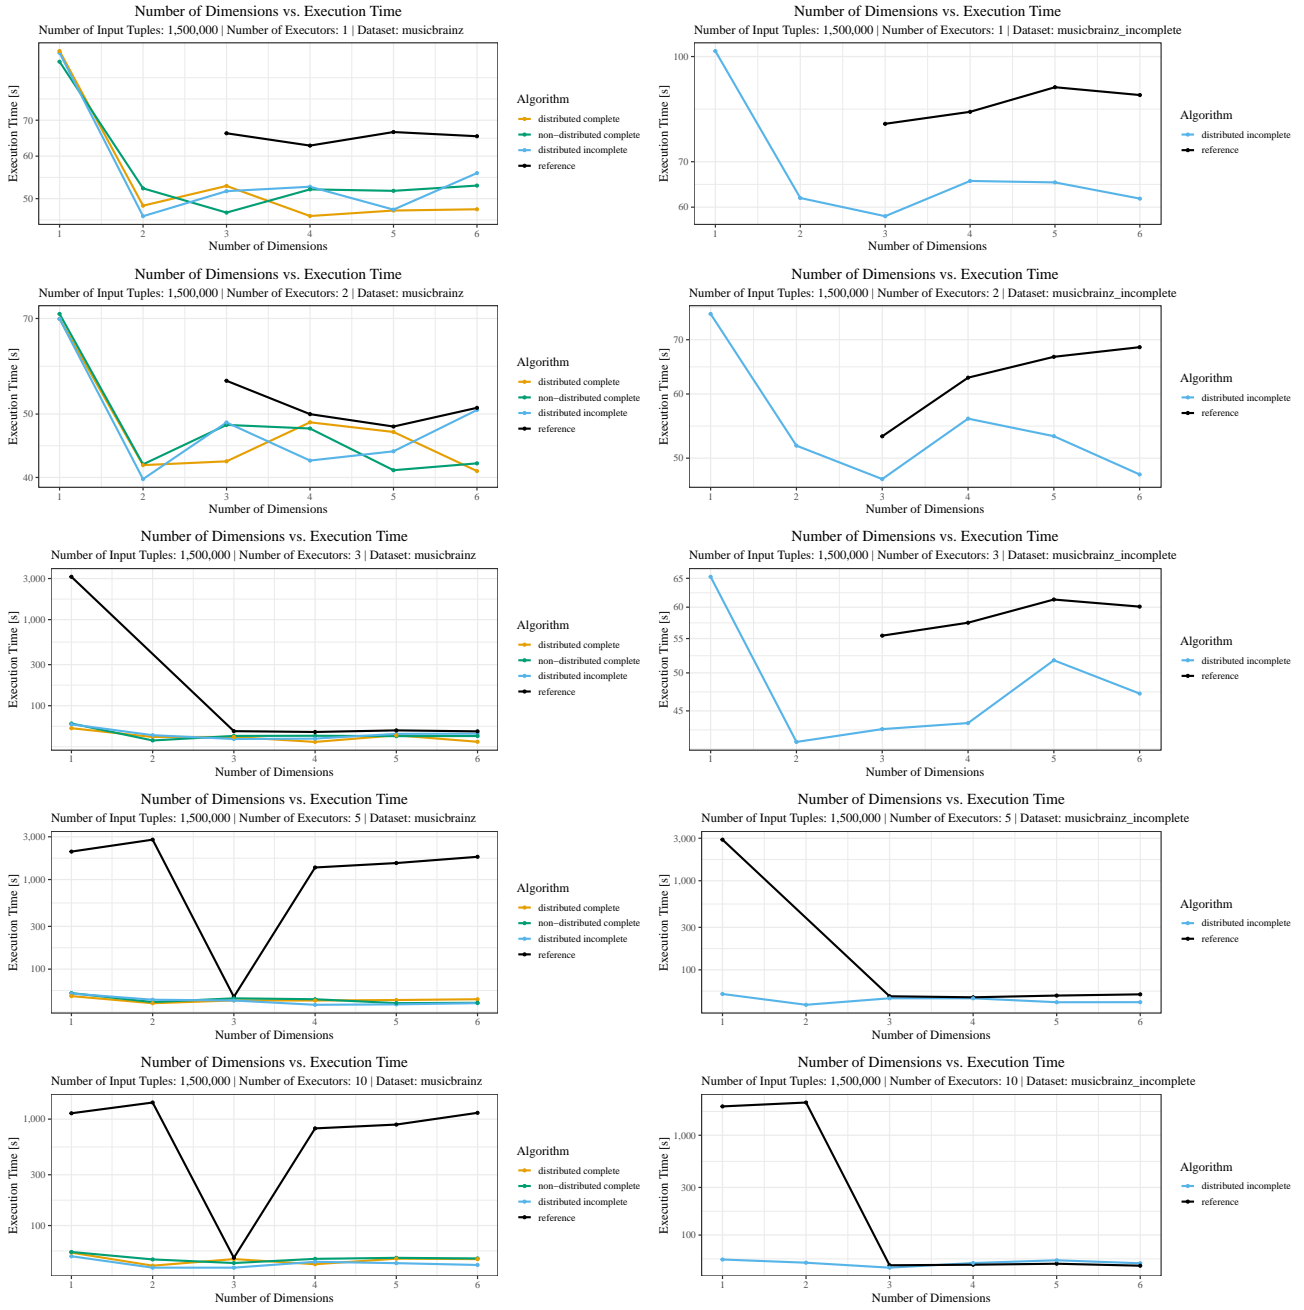 Number of Dimensions vs. Execution Time
Number of Input Tuples: 1,500,000 | Number of Executors: 1 | Dataset: musicbrainz
Execution Time [s]
70
60
50
1 2 3 4 5 6
Number of Dimensions
Algorithm
distributed complete
non−distributed complete
distributed incomplete
reference
Number of Dimensions vs. Execution Time
Number of Input Tuples: 1,500,000 | Number of Executors: 1 | Dataset: musicbrainz_incomplete
Execution Time [s]
100
70
60
1 2 3 4 5 6
Number of Dimensions
Algorithm
distributed incomplete
reference
Number of Dimensions vs. Execution Time
Number of Input Tuples: 1,500,000 | Number of Executors: 2 | Dataset: musicbrainz
Execution Time [s]
70
50
40
1 2 3 4 5 6
Number of Dimensions
Algorithm
distributed complete
non−distributed complete
distributed incomplete
reference
Number of Dimensions vs. Execution Time
Number of Input Tuples: 1,500,000 | Number of Executors: 2 | Dataset: musicbrainz_incomplete
Execution Time [s]
70
60
50
1 2 3 4 5 6
Number of Dimensions
Algorithm
distributed incomplete
reference
Number of Dimensions vs. Execution Time
Number of Input Tuples: 1,500,000 | Number of Executors: 3 | Dataset: musicbrainz
Execution Time [s]
3,000
1,000
300
100
1 2 3 4 5 6
Number of Dimensions
Algorithm
distributed complete
non−distributed complete
distributed incomplete
reference
Number of Dimensions vs. Execution Time
Number of Input Tuples: 1,500,000 | Number of Executors: 3 | Dataset: musicbrainz_incomplete
Execution Time [s]
65
60
55
50
45
1 2 3 4 5 6
Number of Dimensions
Algorithm
distributed incomplete
reference
Number of Dimensions vs. Execution Time
Number of Input Tuples: 1,500,000 | Number of Executors: 5 | Dataset: musicbrainz
Execution Time [s]
3,000
1,000
300
100
1 2 3 4 5 6
Number of Dimensions
Algorithm
distributed complete
non−distributed complete
distributed incomplete
reference
Number of Dimensions vs. Execution Time
Number of Input Tuples: 1,500,000 | Number of Executors: 5 | Dataset: musicbrainz_incomplete
Execution Time [s]
3,000
1,000
300
100
1 2 3 4 5 6
Number of Dimensions
Algorithm
distributed incomplete
reference
Number of Dimensions vs. Execution Time
Number of Input Tuples: 1,500,000 | Number of Executors: 10 | Dataset: musicbrainz
Execution Time [s]
1,000
300
100
1 2 3 4 5 6
Number of Dimensions
Algorithm
distributed complete
non−distributed complete
distributed incomplete
reference
Number of Dimensions vs. Execution Time
Number of Input Tuples: 1,500,000 | Number of Executors: 10 | Dataset: musicbrainz_incomplete
Execution Time [s]
1,000
300
100
1 2 3 4 5 6
Number of Dimensions
Algorithm
distributed incomplete
reference